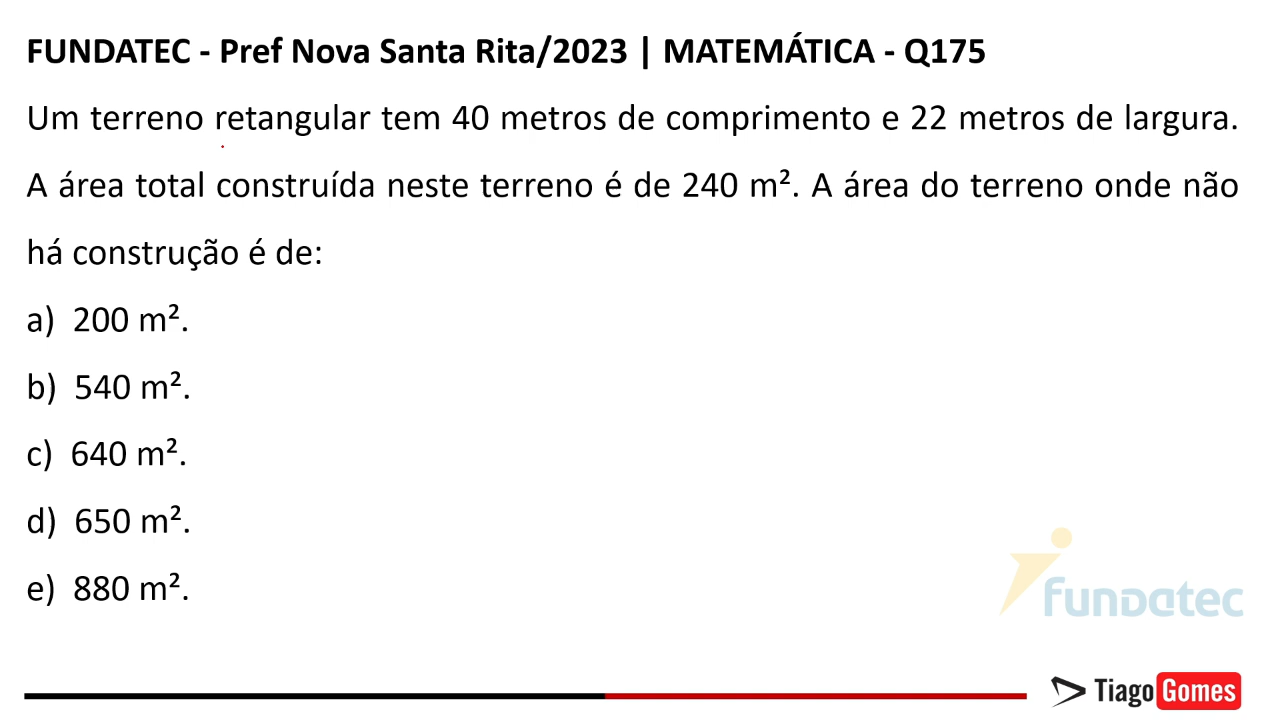 FUNDATEC - Pref Nova Santa Rita/2023 | MATEMÁTICA - Q175
Um terreno retangular tem 40 metros de comprimento e 22 metros de largura.
A área total construída neste terreno é de 240 m². A área do terreno onde não
há construção é de:
a) 200 m².
b) 540 m².
c) 640 m².
d) 650 m².
e) 880 m².
fundatec
Tiago Gomes